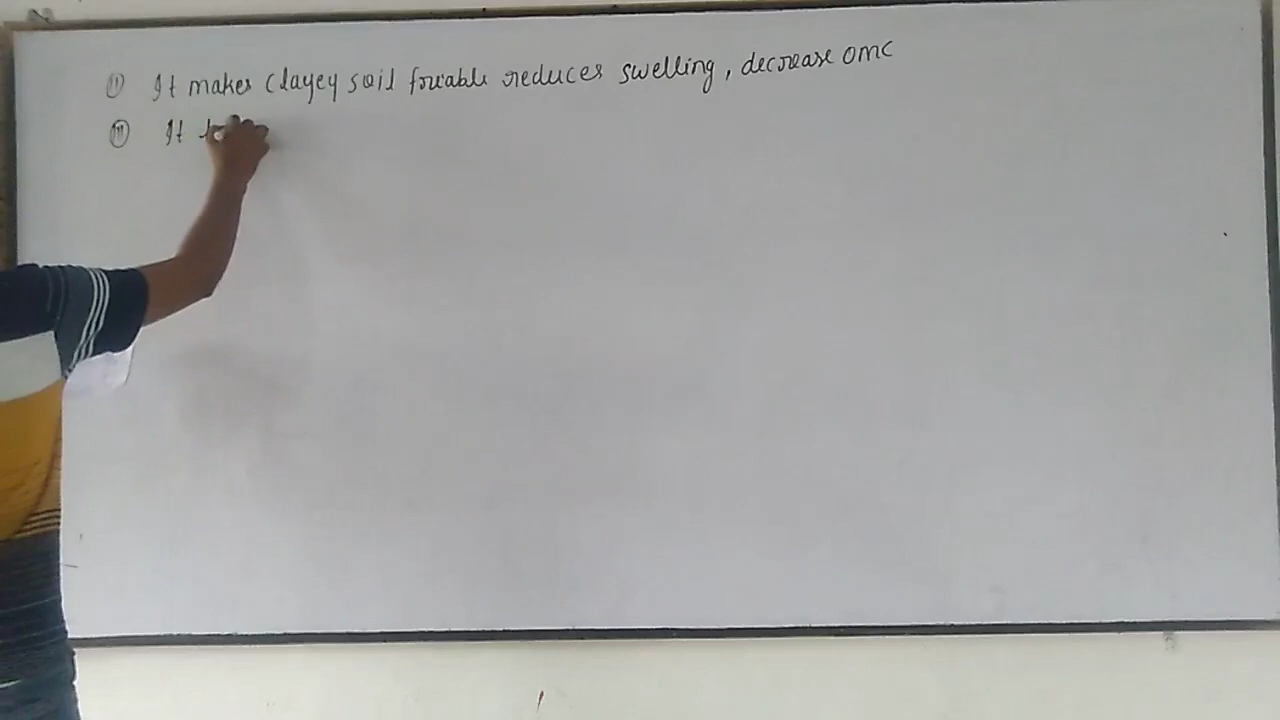 (ii) It makes Clayey soil friable reduces swelling, decrease OMC
(iii) It